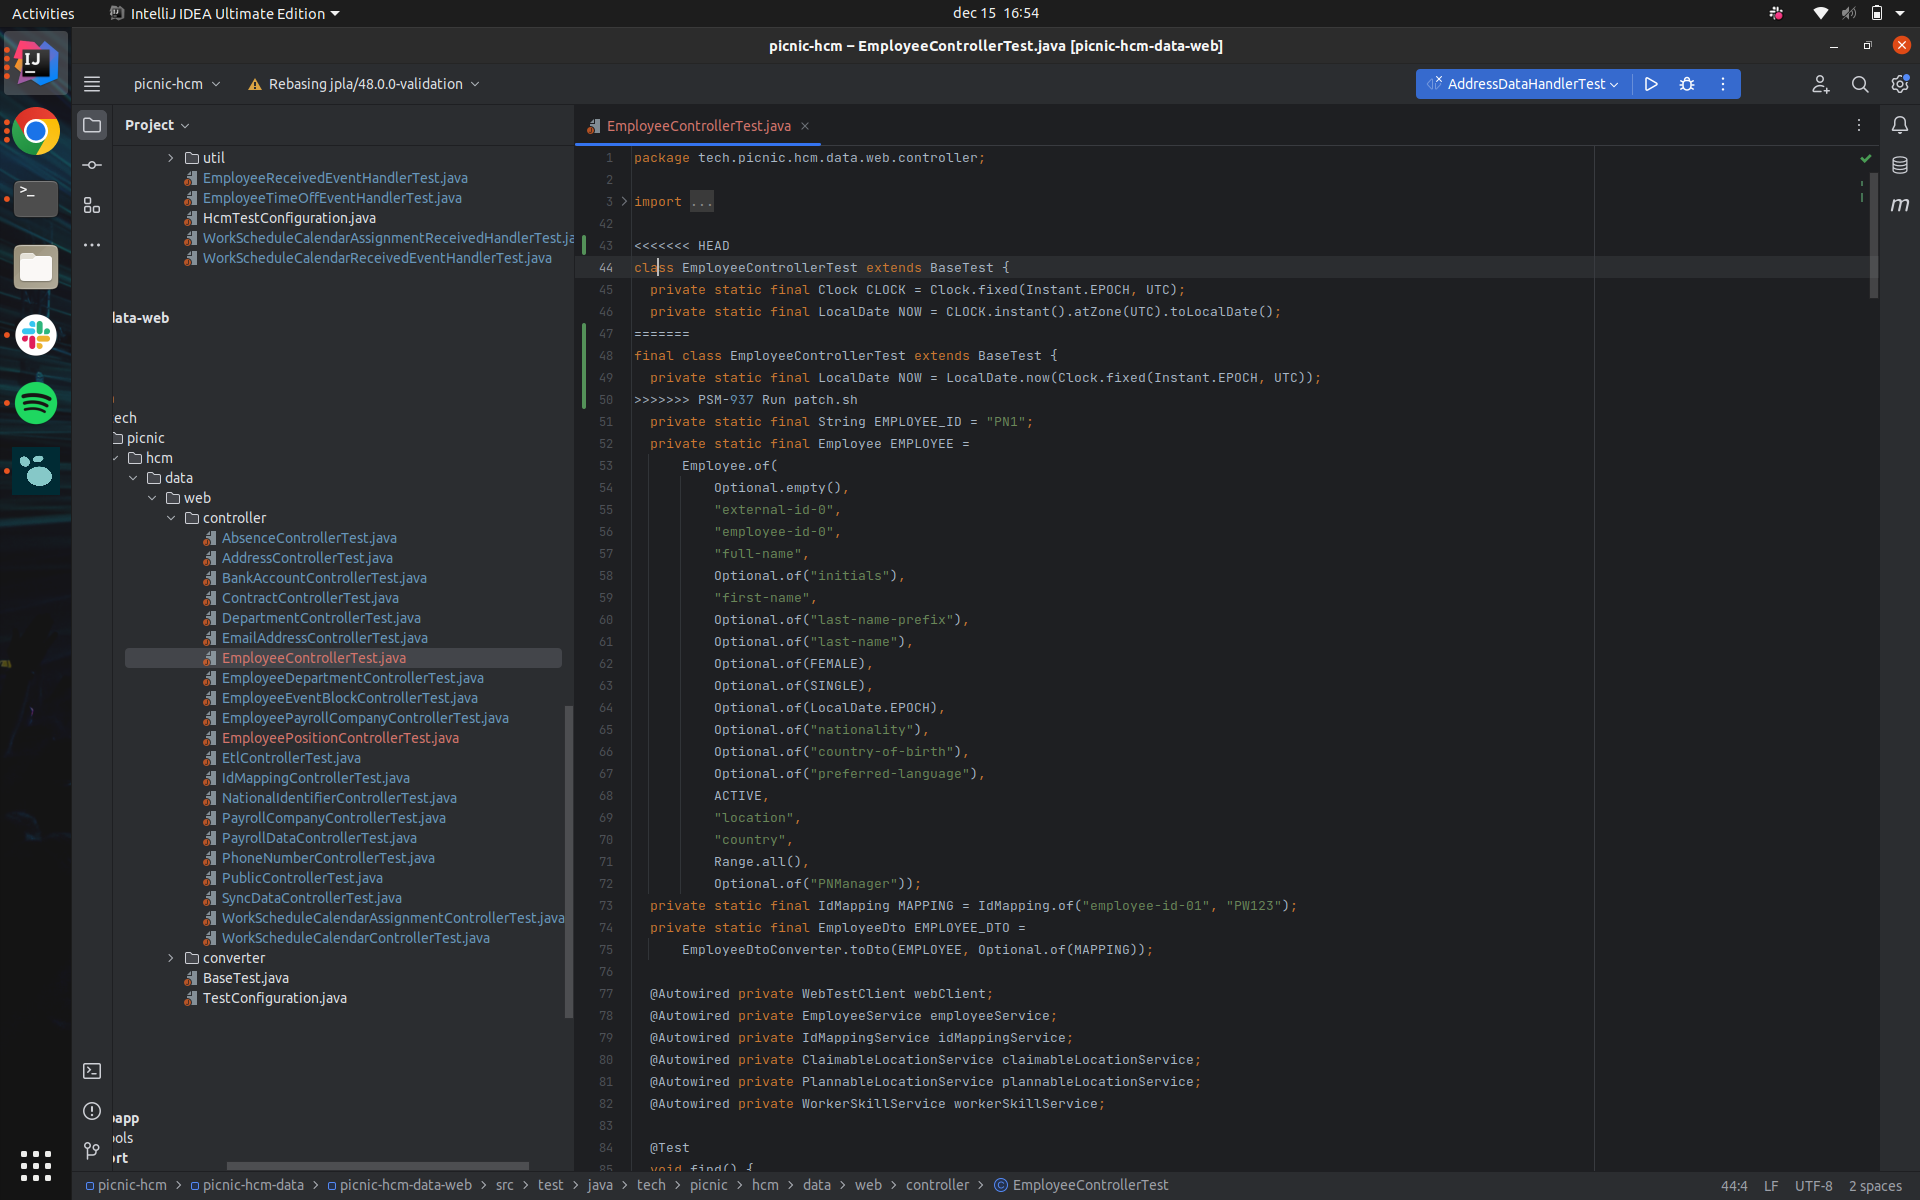 Activities
IntelliJ IDEA Ultimate Edition
dec 15 16:54
picnic-hcm – EmployeeControllerTest.java [picnic-hcm-data-web]
picnic-hcm
Rebasing jpla/48.0.0-validation
AddressDataHandlerTest
Project
util
EmployeeReceivedEventHandlerTest.java
EmployeeTimeOffEventHandlerTest.java
HcmTestConfiguration.java
WorkScheduleCalendarAssignmentReceivedHandlerTest.ja
WorkScheduleCalendarReceivedEventHandlerTest.java
data-web
ech
picnic
hcm
data
web
controller
AbsenceControllerTest.java
AddressControllerTest.java
BankAccountControllerTest.java
ContractControllerTest.java
DepartmentControllerTest.java
EmailAddressControllerTest.java
EmployeeControllerTest.java
EmployeeDepartmentControllerTest.java
EmployeeEventBlockControllerTest.java
EmployeePayrollCompanyControllerTest.java
EmployeePositionControllerTest.java
EtlControllerTest.java
IdMappingControllerTest.java
NationalIdentifierControllerTest.java
PayrollCompanyControllerTest.java
PayrollDataControllerTest.java
PhoneNumberControllerTest.java
PublicControllerTest.java
SyncDataControllerTest.java
WorkScheduleCalendarAssignmentControllerTest.java
WorkScheduleCalendarControllerTest.java
converter
BaseTest.java
TestConfiguration.java
app
ols
rt
EmployeeControllerTest.java
1 package tech.picnic.hcm.data.web.controller;
2
3 import ...
42
43 <<<<<<< HEAD
44 class EmployeeControllerTest extends BaseTest {
45 private static final Clock CLOCK = Clock.fixed(Instant.EPOCH, UTC);
46 private static final LocalDate NOW = CLOCK.instant().atZone(UTC).toLocalDate();
47 =======
48 final class EmployeeControllerTest extends BaseTest {
49 private static final LocalDate NOW = LocalDate.now(Clock.fixed(Instant.EPOCH, UTC));
50 >>>>>>> PSM-937 Run patch.sh
51 private static final String EMPLOYEE_ID = "PN1";
52 private static final Employee EMPLOYEE =
53 Employee.of(
54 Optional.empty(),
55 "external-id-0",
56 "employee-id-0",
57 "full-name",
58 Optional.of("initials"),
59 "first-name",
60 Optional.of("last-name-prefix"),
61 Optional.of("last-name"),
62 Optional.of(FEMALE),
63 Optional.of(SINGLE),
64 Optional.of(LocalDate.EPOCH),
65 Optional.of("nationality"),
66 Optional.of("country-of-birth"),
67 Optional.of("preferred-language"),
68 ACTIVE,
69 "location",
70 "country",
71 Range.all(),
72 Optional.of("PNManager"));
73 private static final IdMapping MAPPING = IdMapping.of("employee-id-01", "PW123");
74 private static final EmployeeDto EMPLOYEE_DTO =
75 EmployeeDtoConverter.toDto(EMPLOYEE, Optional.of(MAPPING));
76
77 @Autowired private WebTestClient webClient;
78 @Autowired private EmployeeService employeeService;
79 @Autowired private IdMappingService idMappingService;
80 @Autowired private ClaimableLocationService claimableLocationService;
81 @Autowired private PlannableLocationService plannableLocationService;
82 @Autowired private WorkerSkillService workerSkillService;
83
84 @Test
85 void find() {
picnic-hcm > picnic-hcm-data > picnic-hcm-data-web > src > test > java > tech > picnic > hcm > data > web > controller > EmployeeControllerTest
44:4 LF UTF-8 2 spaces